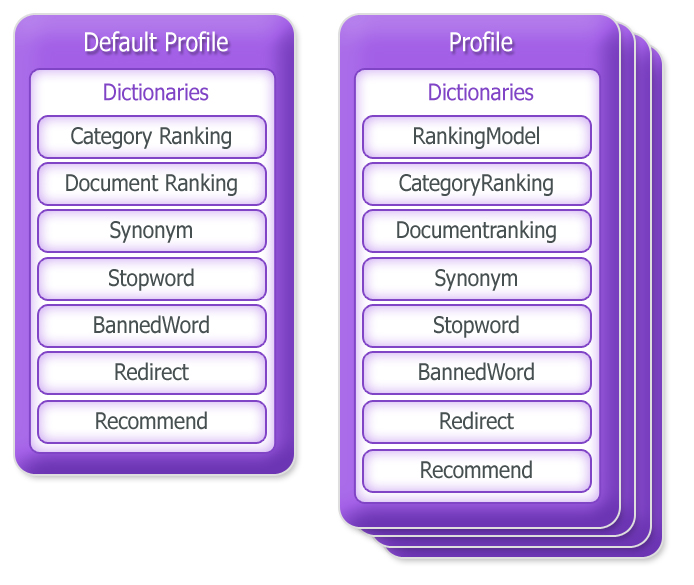 Default Profile
Dictionaries
Category Ranking
Document Ranking
Synonym
Stopword
BannedWord
Redirect
Recommend
Profile
Dictionaries
RankingModel
CategoryRanking
Documentranking
Synonym
Stopword
BannedWord
Redirect
Recommend